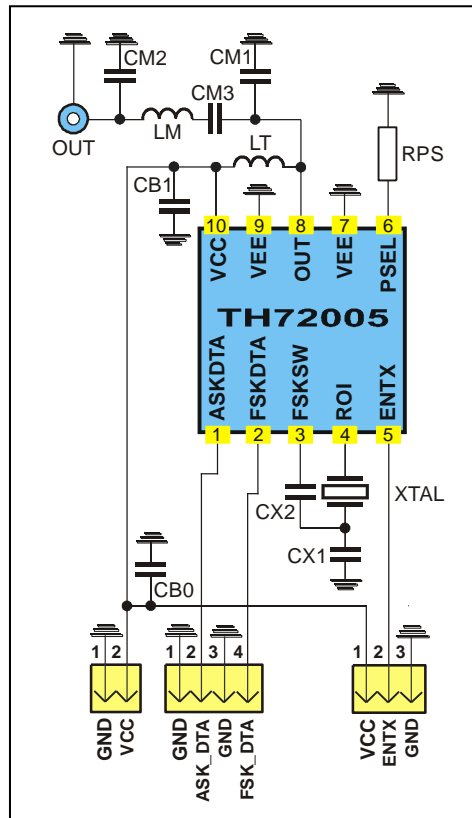 CM2
CM1
CM3
OUT
LM
LT
RPS
CB1
10 9 8 7 6
VCC VEE OUT VEE PSEL
TH72005
ASKDTA FSKDTA FSKSW ROI ENTX
1 2 3 4 5
CX2
XTAL
CX1
CB0
1 2 1 2 3 4 1 2 3
GND VCC GND ASK_DTA GND FSK_DTA VCC ENTX GND